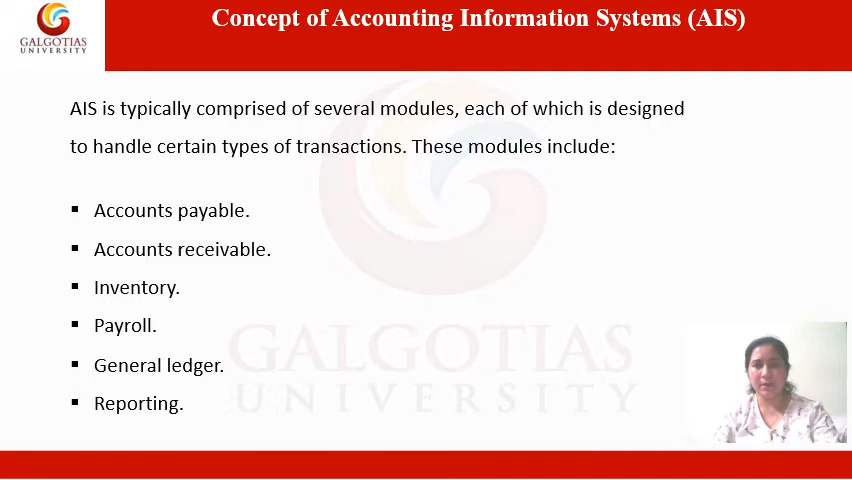 Concept of Accounting Information Systems (AIS)
GALGOTIAS
UNIVERSITY
AIS is typically comprised of several modules, each of which is designed
to handle certain types of transactions. These modules include:
▪ Accounts payable.
▪ Accounts receivable.
▪ Inventory.
▪ Payroll.
▪ General ledger.
▪ Reporting.
GALGOTIAS
UNIVERSITY